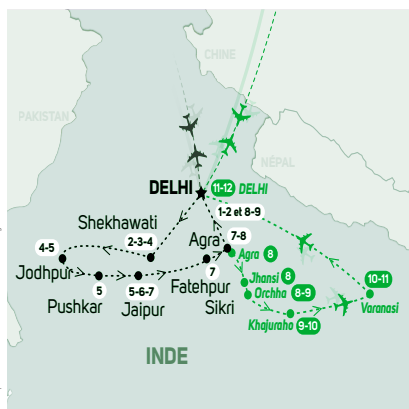 CHINE
PAKISTAN
NÉPAL
DELHI
11-12 DELHI
1-2 et 8-9
Shekhawati
2-3-4
4-5
Jodhpur
Agra
7-8
Agra 8
5
Pushkar
5-6-7
Jaipur
7
Fatehpur
Sikri
Jhansi 8
Orchha 8-9
Khajuraho 9-10
10-11
Varanasi
INDE